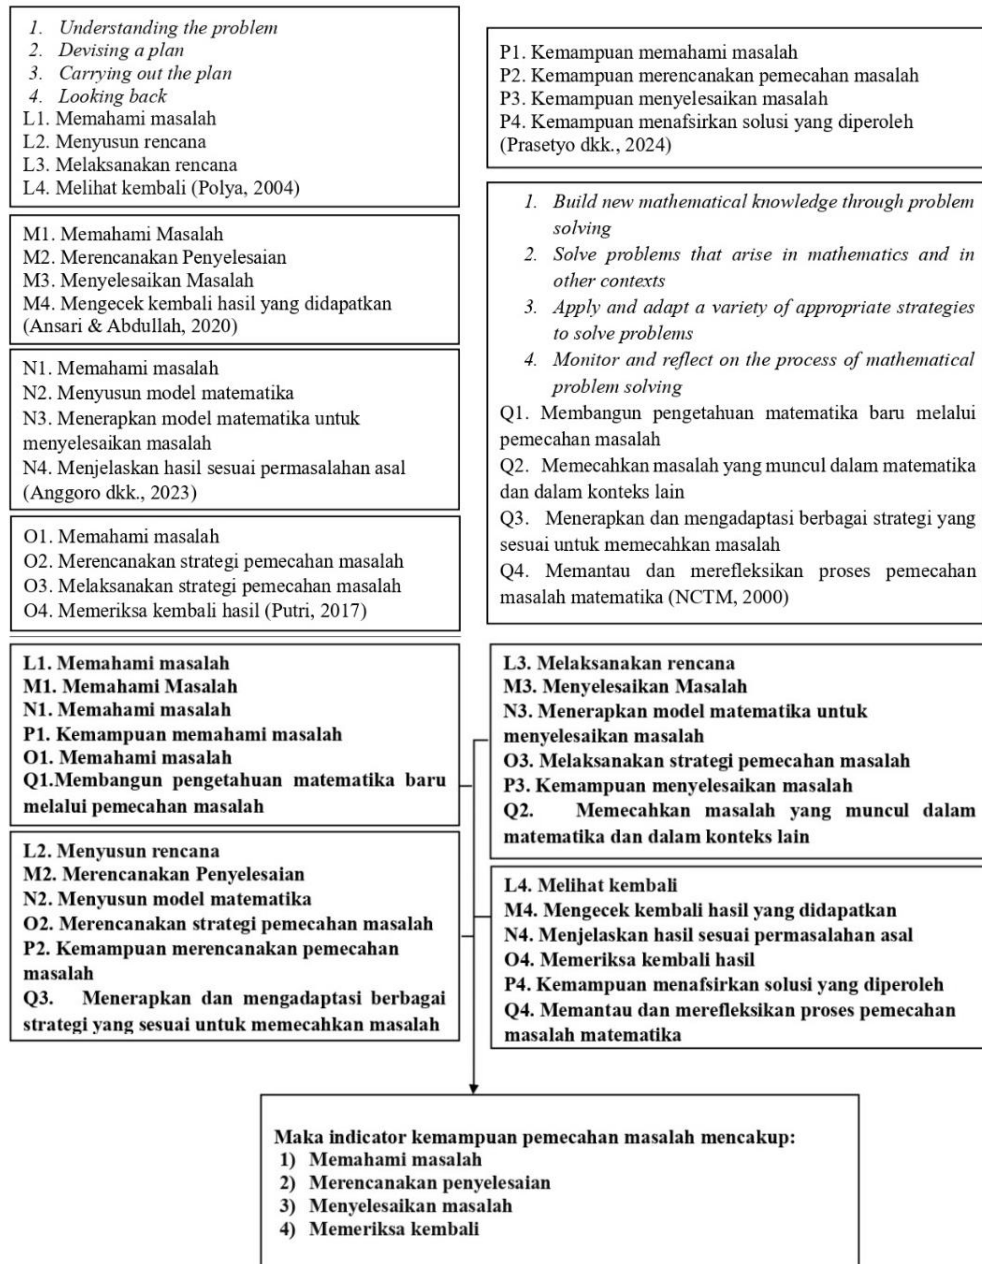 1. Understanding the problem
2. Devising a plan
3. Carrying out the plan
4. Looking back
L1. Memahami masalah
L2. Menyusun rencana
L3. Melaksanakan rencana
L4. Melihat kembali (Polya, 2004)
M1. Memahami Masalah
M2. Merencanakan Penyelesaian
M3. Menyelesaikan Masalah
M4. Mengecek kembali hasil yang didapatkan
(Ansari & Abdullah, 2020)
N1. Memahami masalah
N2. Menyusun model matematika
N3. Menerapkan model matematika untuk
menyelesaikan masalah
N4. Menjelaskan hasil sesuai permasalahan asal
(Anggoro dkk., 2023)
O1. Memahami masalah
O2. Merencanakan strategi pemecahan masalah
O3. Melaksanakan strategi pemecahan masalah
O4. Memeriksa kembali hasil (Putri, 2017)
P1. Kemampuan memahami masalah
P2. Kemampuan merencanakan pemecahan masalah
P3. Kemampuan menyelesaikan masalah
P4. Kemampuan menafsirkan solusi yang diperoleh
(Prasetyo dkk., 2024)
1. Build new mathematical knowledge through problem
solving
2. Solve problems that arise in mathematics and in
other contexts
3. Apply and adapt a variety of appropriate strategies
to solve problems
4. Monitor and reflect on the process of mathematical
problem solving
Q1. Membangun pengetahuan matematika baru melalui
pemecahan masalah
Q2. Memecahkan masalah yang muncul dalam matematika
dan dalam konteks lain
Q3. Menerapkan dan mengadaptasi berbagai strategi yang
sesuai untuk memecahkan masalah
Q4. Memantau dan merefleksikan proses pemecahan
masalah matematika (NCTM, 2000)
L1. Memahami masalah
M1. Memahami Masalah
N1. Memahami masalah
P1. Kemampuan memahami masalah
O1. Memahami masalah
Q1.Membangun pengetahuan matematika baru
melalui pemecahan masalah
L2. Menyusun rencana
M2. Merencanakan Penyelesaian
N2. Menyusun model matematika
O2. Merencanakan strategi pemecahan masalah
P2. Kemampuan merencanakan pemecahan
masalah
Q3. Menerapkan dan mengadaptasi berbagai
strategi yang sesuai untuk memecahkan masalah
L3. Melaksanakan rencana
M3. Menyelesaikan Masalah
N3. Menerapkan model matematika untuk
menyelesaikan masalah
O3. Melaksanakan strategi pemecahan masalah
P3. Kemampuan menyelesaikan masalah
Q2. Memecahkan masalah yang muncul dalam
matematika dan dalam konteks lain
L4. Melihat kembali
M4. Mengecek kembali hasil yang didapatkan
N4. Menjelaskan hasil sesuai permasalahan asal
O4. Memeriksa kembali hasil
P4. Kemampuan menafsirkan solusi yang diperoleh
Q4. Memantau dan merefleksikan proses pemecahan
masalah matematika
Maka indicator kemampuan pemecahan masalah mencakup:
1) Memahami masalah
2) Merencanakan penyelesaian
3) Menyelesaikan masalah
4) Memeriksa kembali